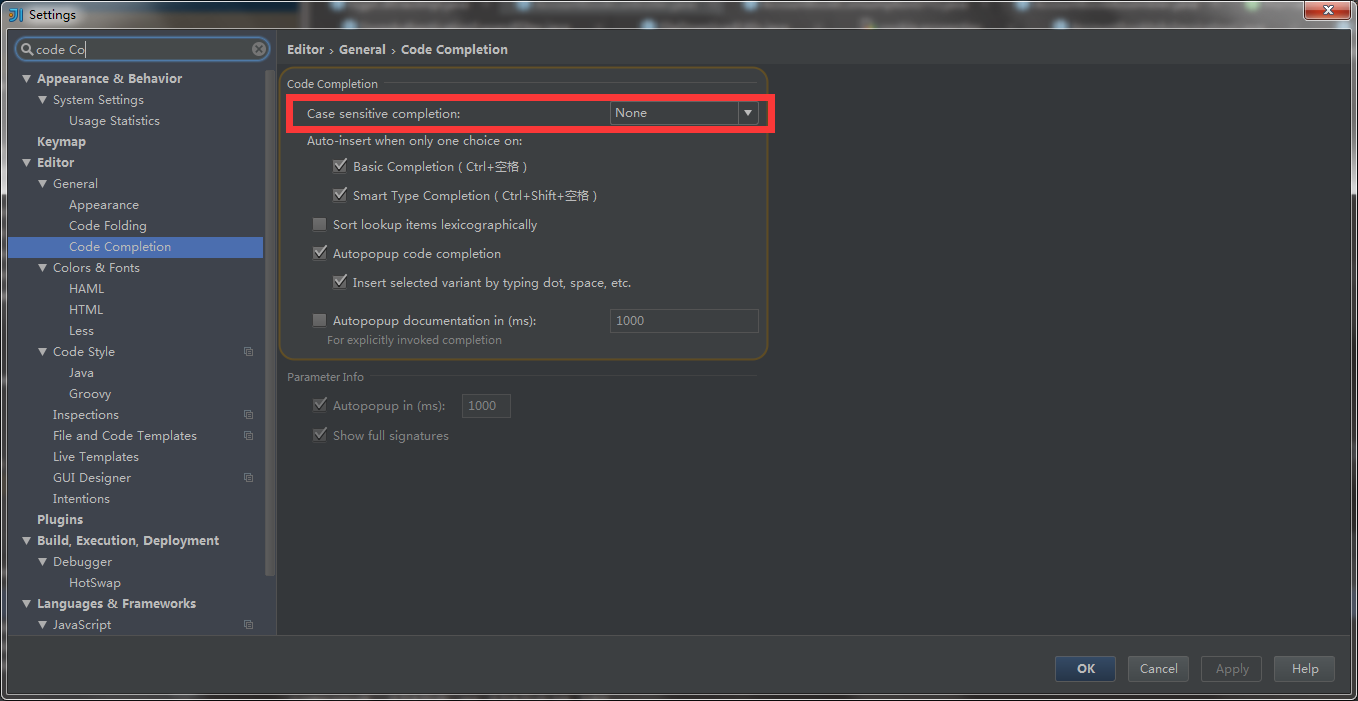 Settings
code Co
Appearance & Behavior
System Settings
Usage Statistics
Keymap
Editor
General
Appearance
Code Folding
Code Completion
Colors & Fonts
HAML
HTML
Less
Code Style
Java
Groovy
Inspections
File and Code Templates
Live Templates
GUI Designer
Intentions
Plugins
Build, Execution, Deployment
Debugger
HotSwap
Languages & Frameworks
JavaScript
Editor › General › Code Completion
Code Completion
Case sensitive completion: None
Auto-insert when only one choice on:
Basic Completion ( Ctrl+空格 )
Smart Type Completion ( Ctrl+Shift+空格 )
Sort lookup items lexicographically
Autopopup code completion
Insert selected variant by typing dot, space, etc.
Autopopup documentation in (ms): 1000
For explicitly invoked completion
Parameter Info
Autopopup in (ms): 1000
Show full signatures
OK Cancel Apply Help